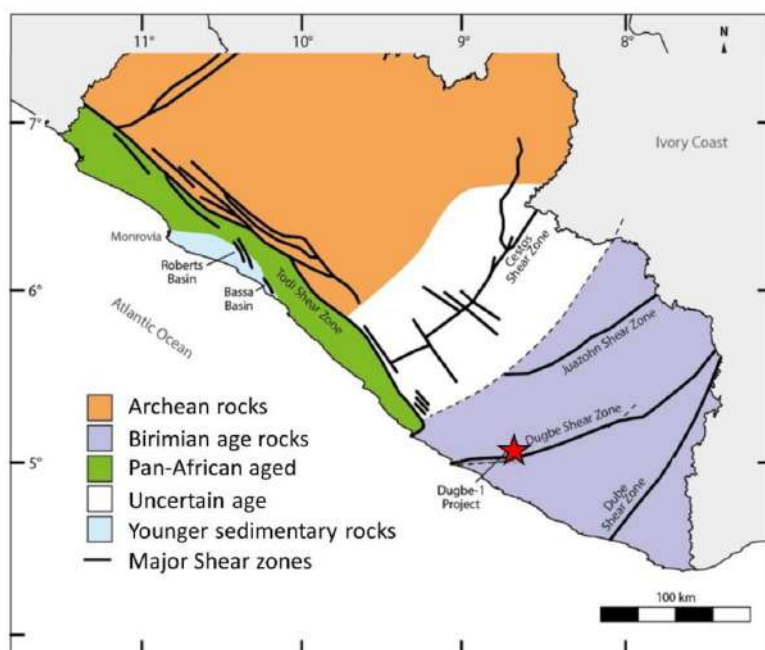 11°
10°
9°
8°
N
7°
Ivory Coast
Monrovia
Roberts
Basin
Cestos
Shear Zone
6°
Bassa
Basin
Todi Shear Zone
Atlantic Ocean
Juazohn Shear Zone
Archean rocks
Birimian age rocks
Dugbe Shear Zone
Pan-African aged
5°
Dugbe-1
Project
Uncertain age
Dube
Shear Zone
Younger sedimentary rocks
Major Shear zones
100 km